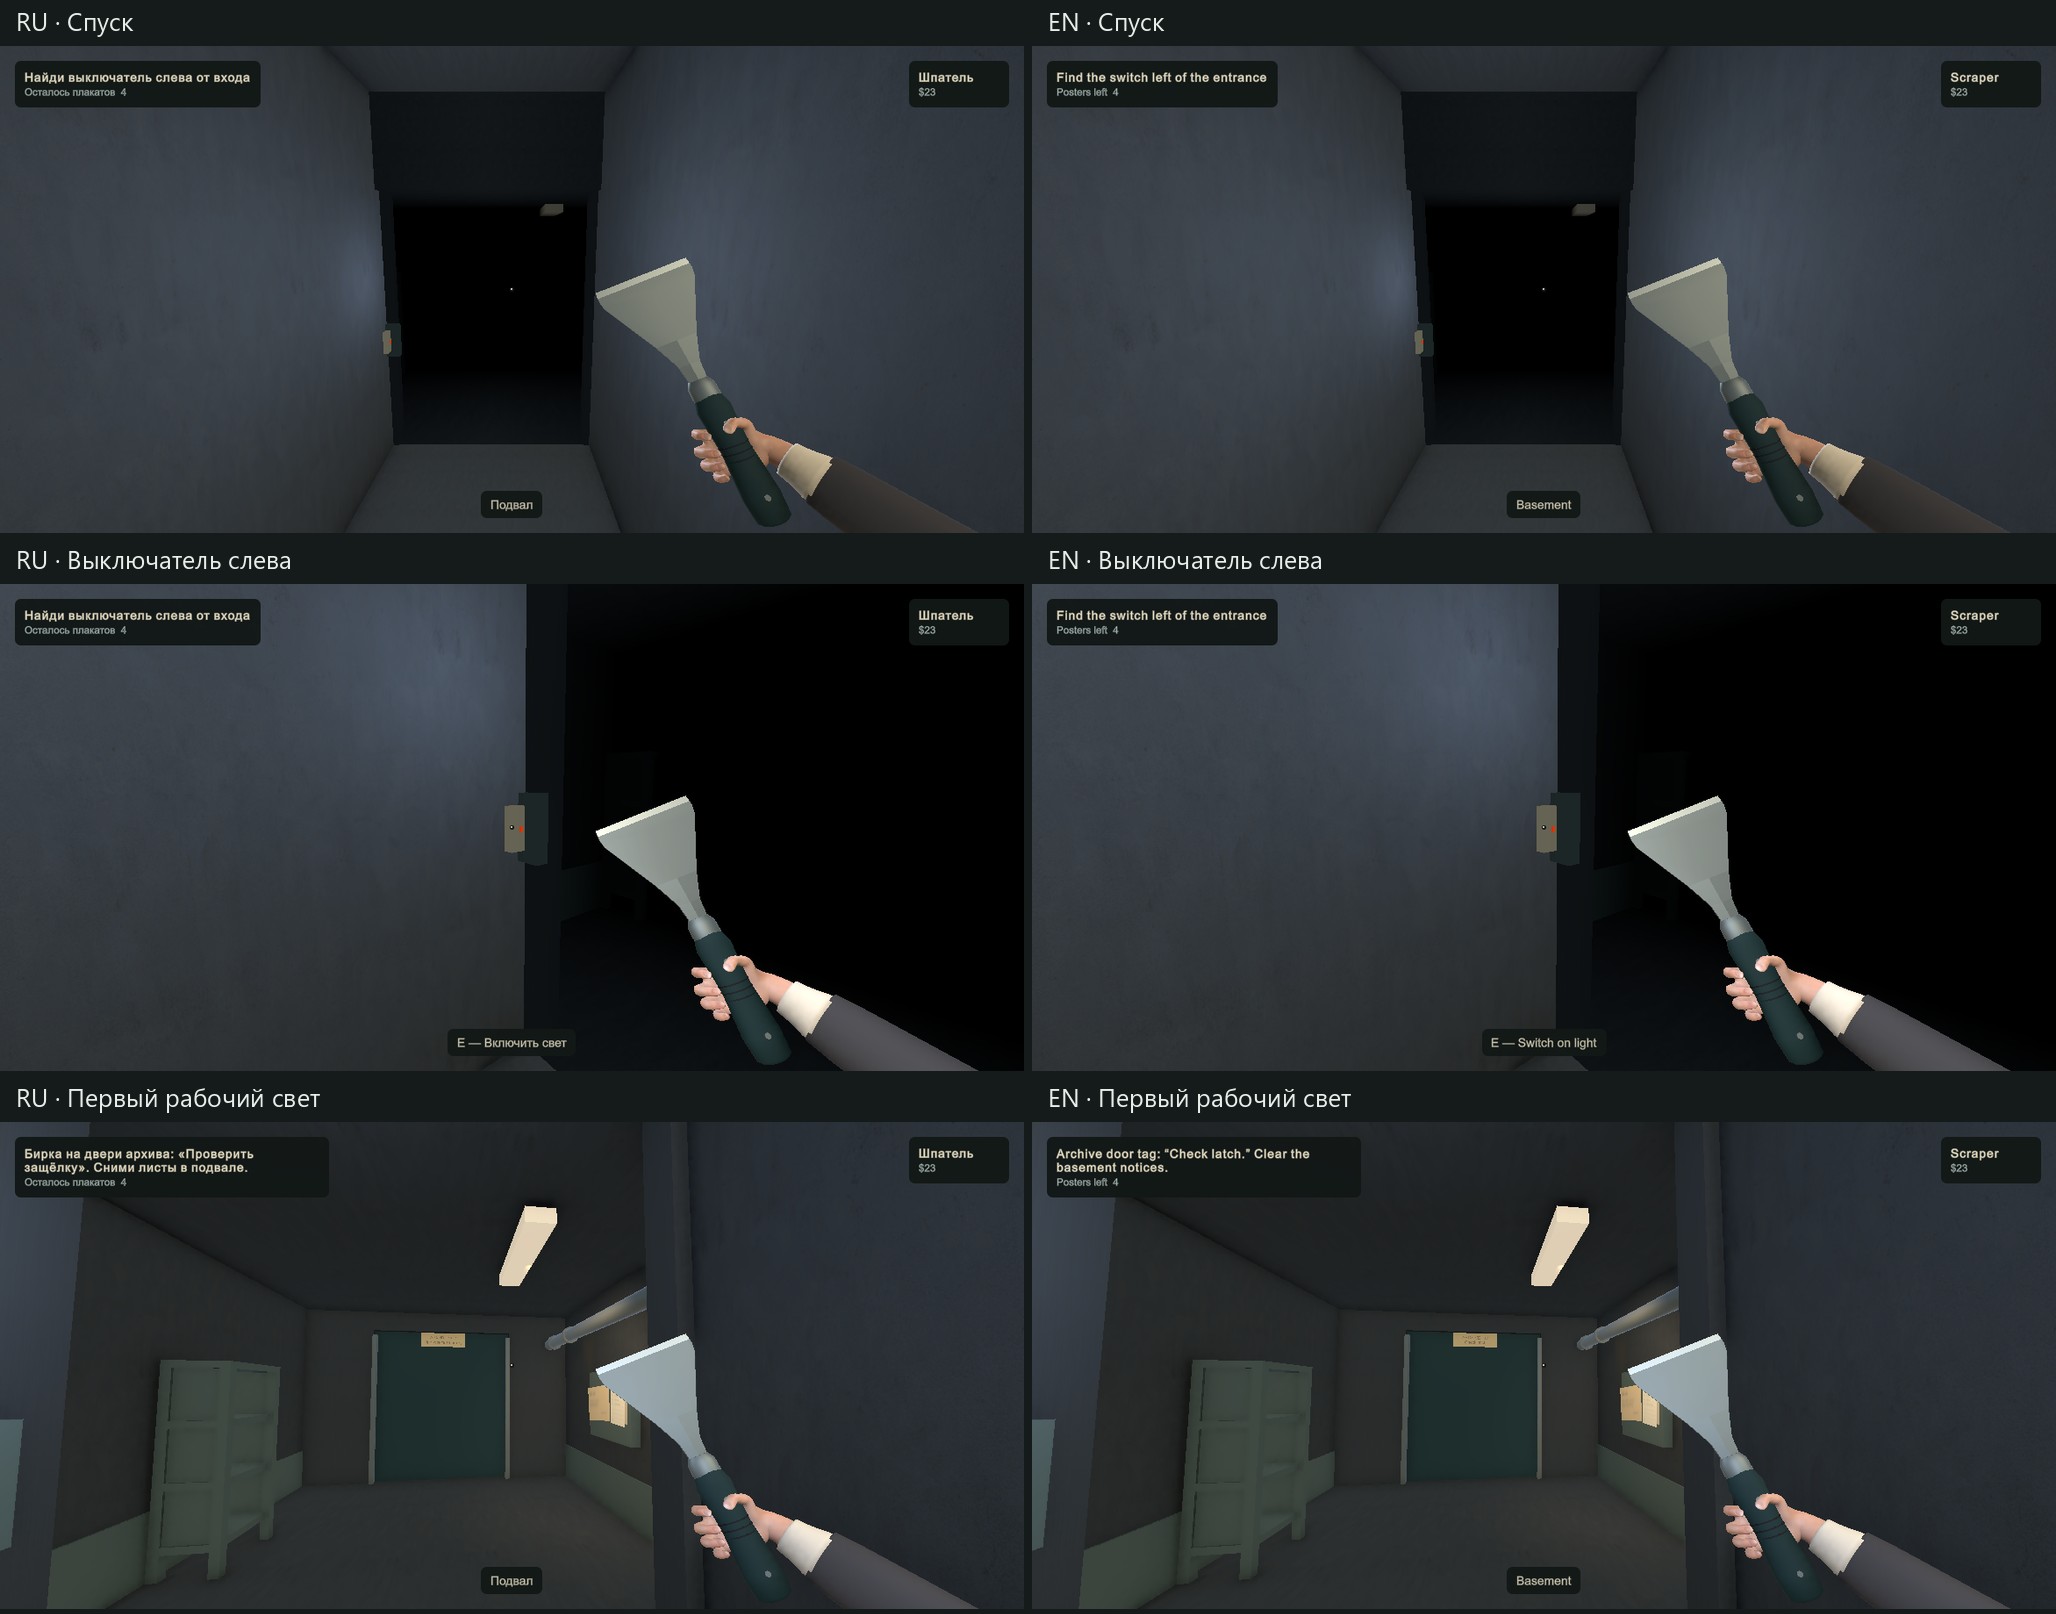 RU · Спуск
Найди выключатель слева от входа
Осталось плакатов 4
Шпатель
$23
Подвал
EN · Спуск
Find the switch left of the entrance
Posters left 4
Scraper
$23
Basement
RU · Выключатель слева
Найди выключатель слева от входа
Осталось плакатов 4
Шпатель
$23
E — Включить свет
EN · Выключатель слева
Find the switch left of the entrance
Posters left 4
Scraper
$23
E — Switch on light
RU · Первый рабочий свет
Бирка на двери архива: «Проверить
защёлку». Сними листы в подвале.
Осталось плакатов 4
Шпатель
$23
Подвал
EN · Первый рабочий свет
Archive door tag: “Check latch.” Clear the
basement notices.
Posters left 4
Scraper
$23
Basement